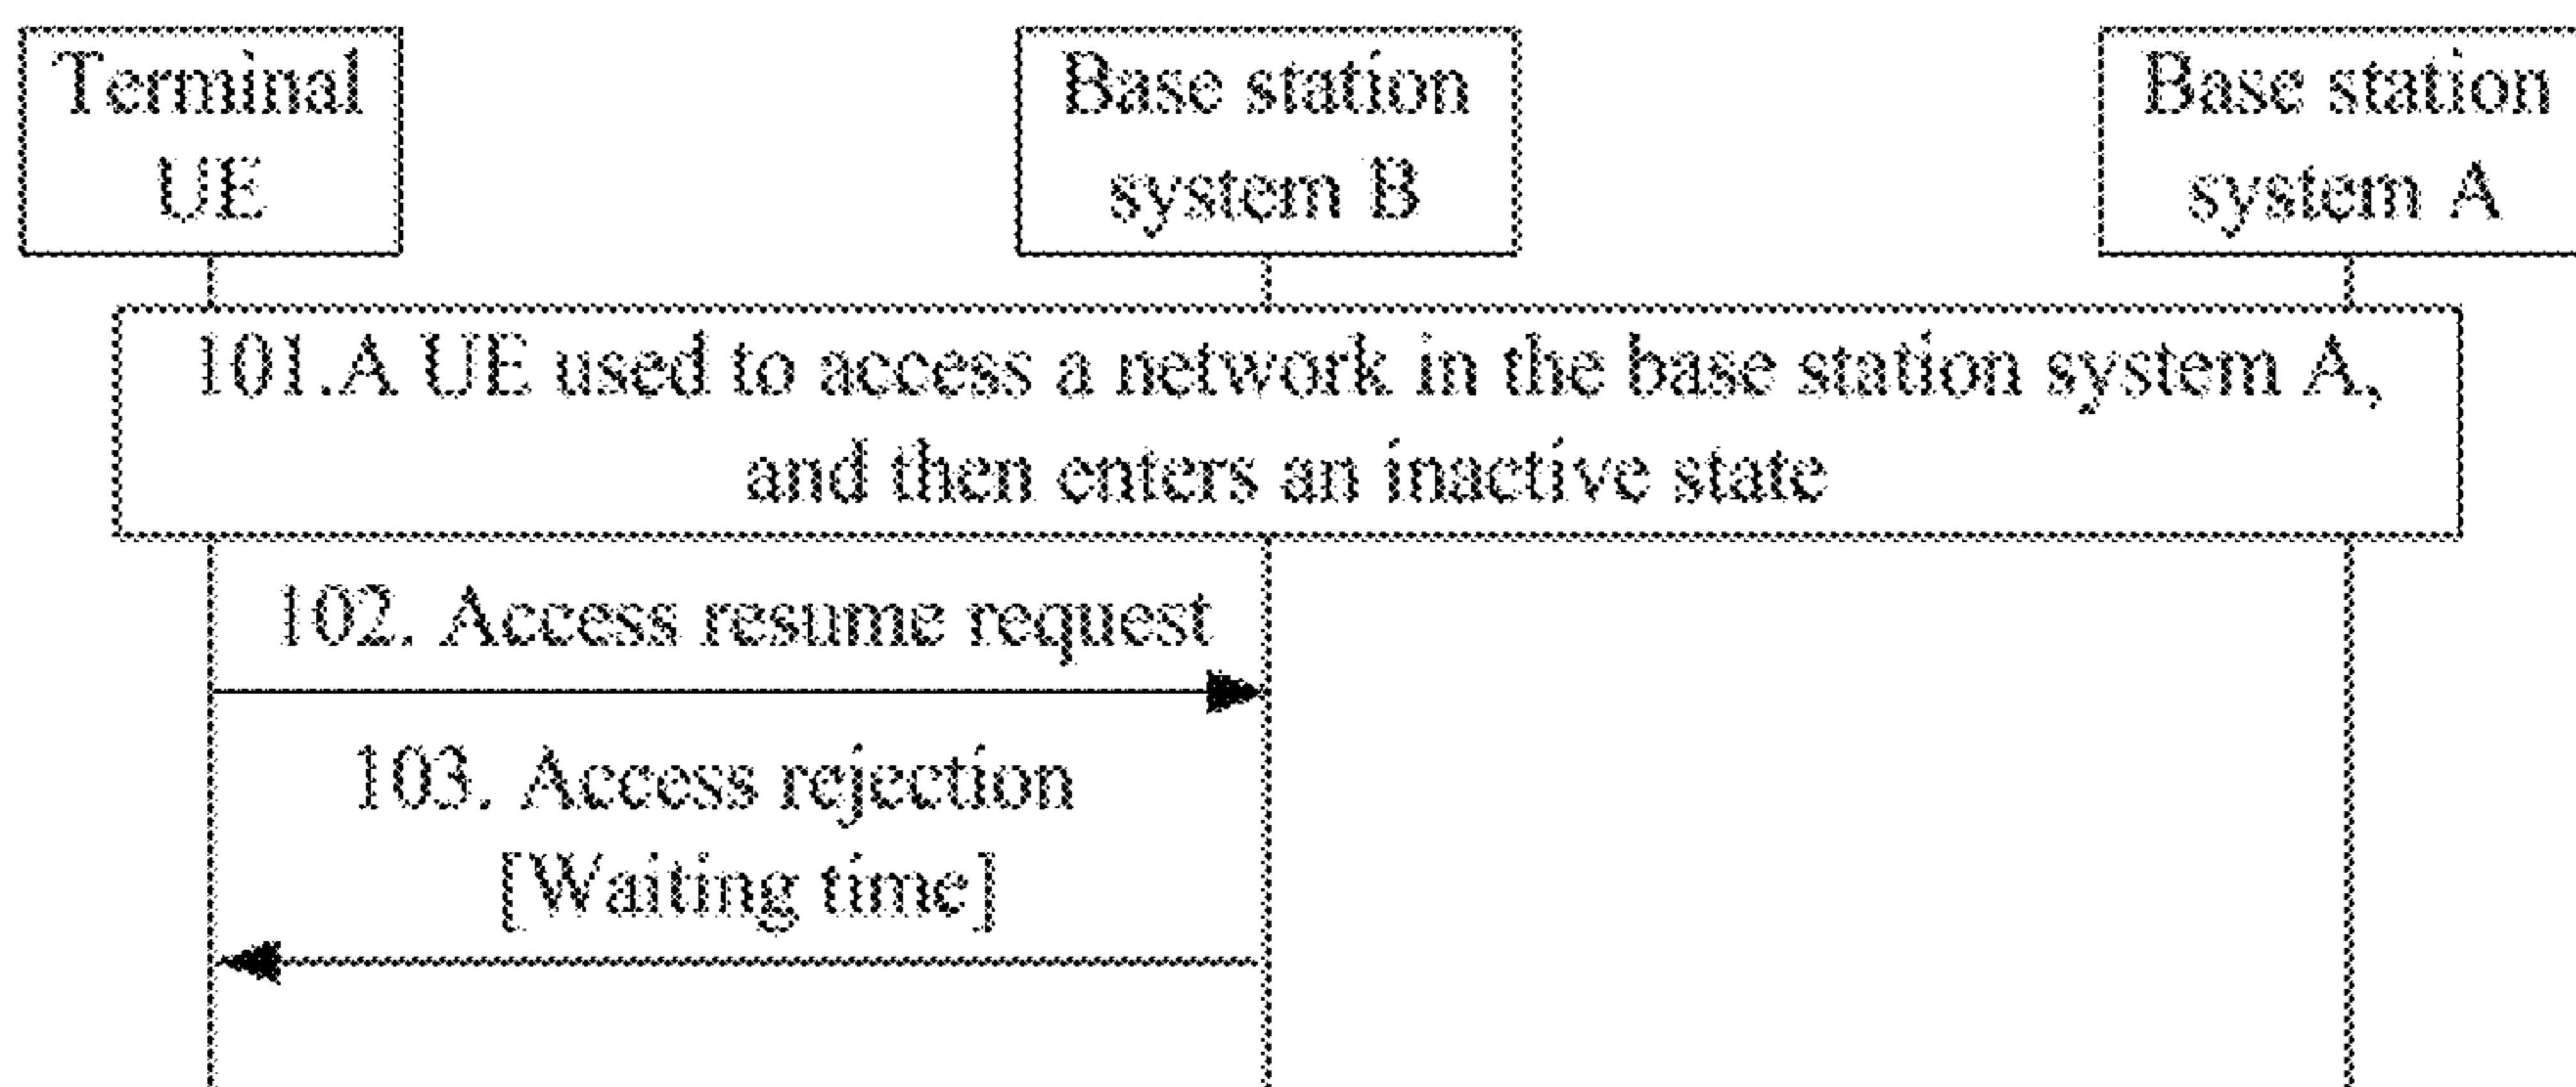 Terminal
UE
Base station
system B
Base station
system A
101.A UE used to access a network in the base station system A,
and then enters an inactive state
102. Access resume request
103. Access rejection
[Waiting time]